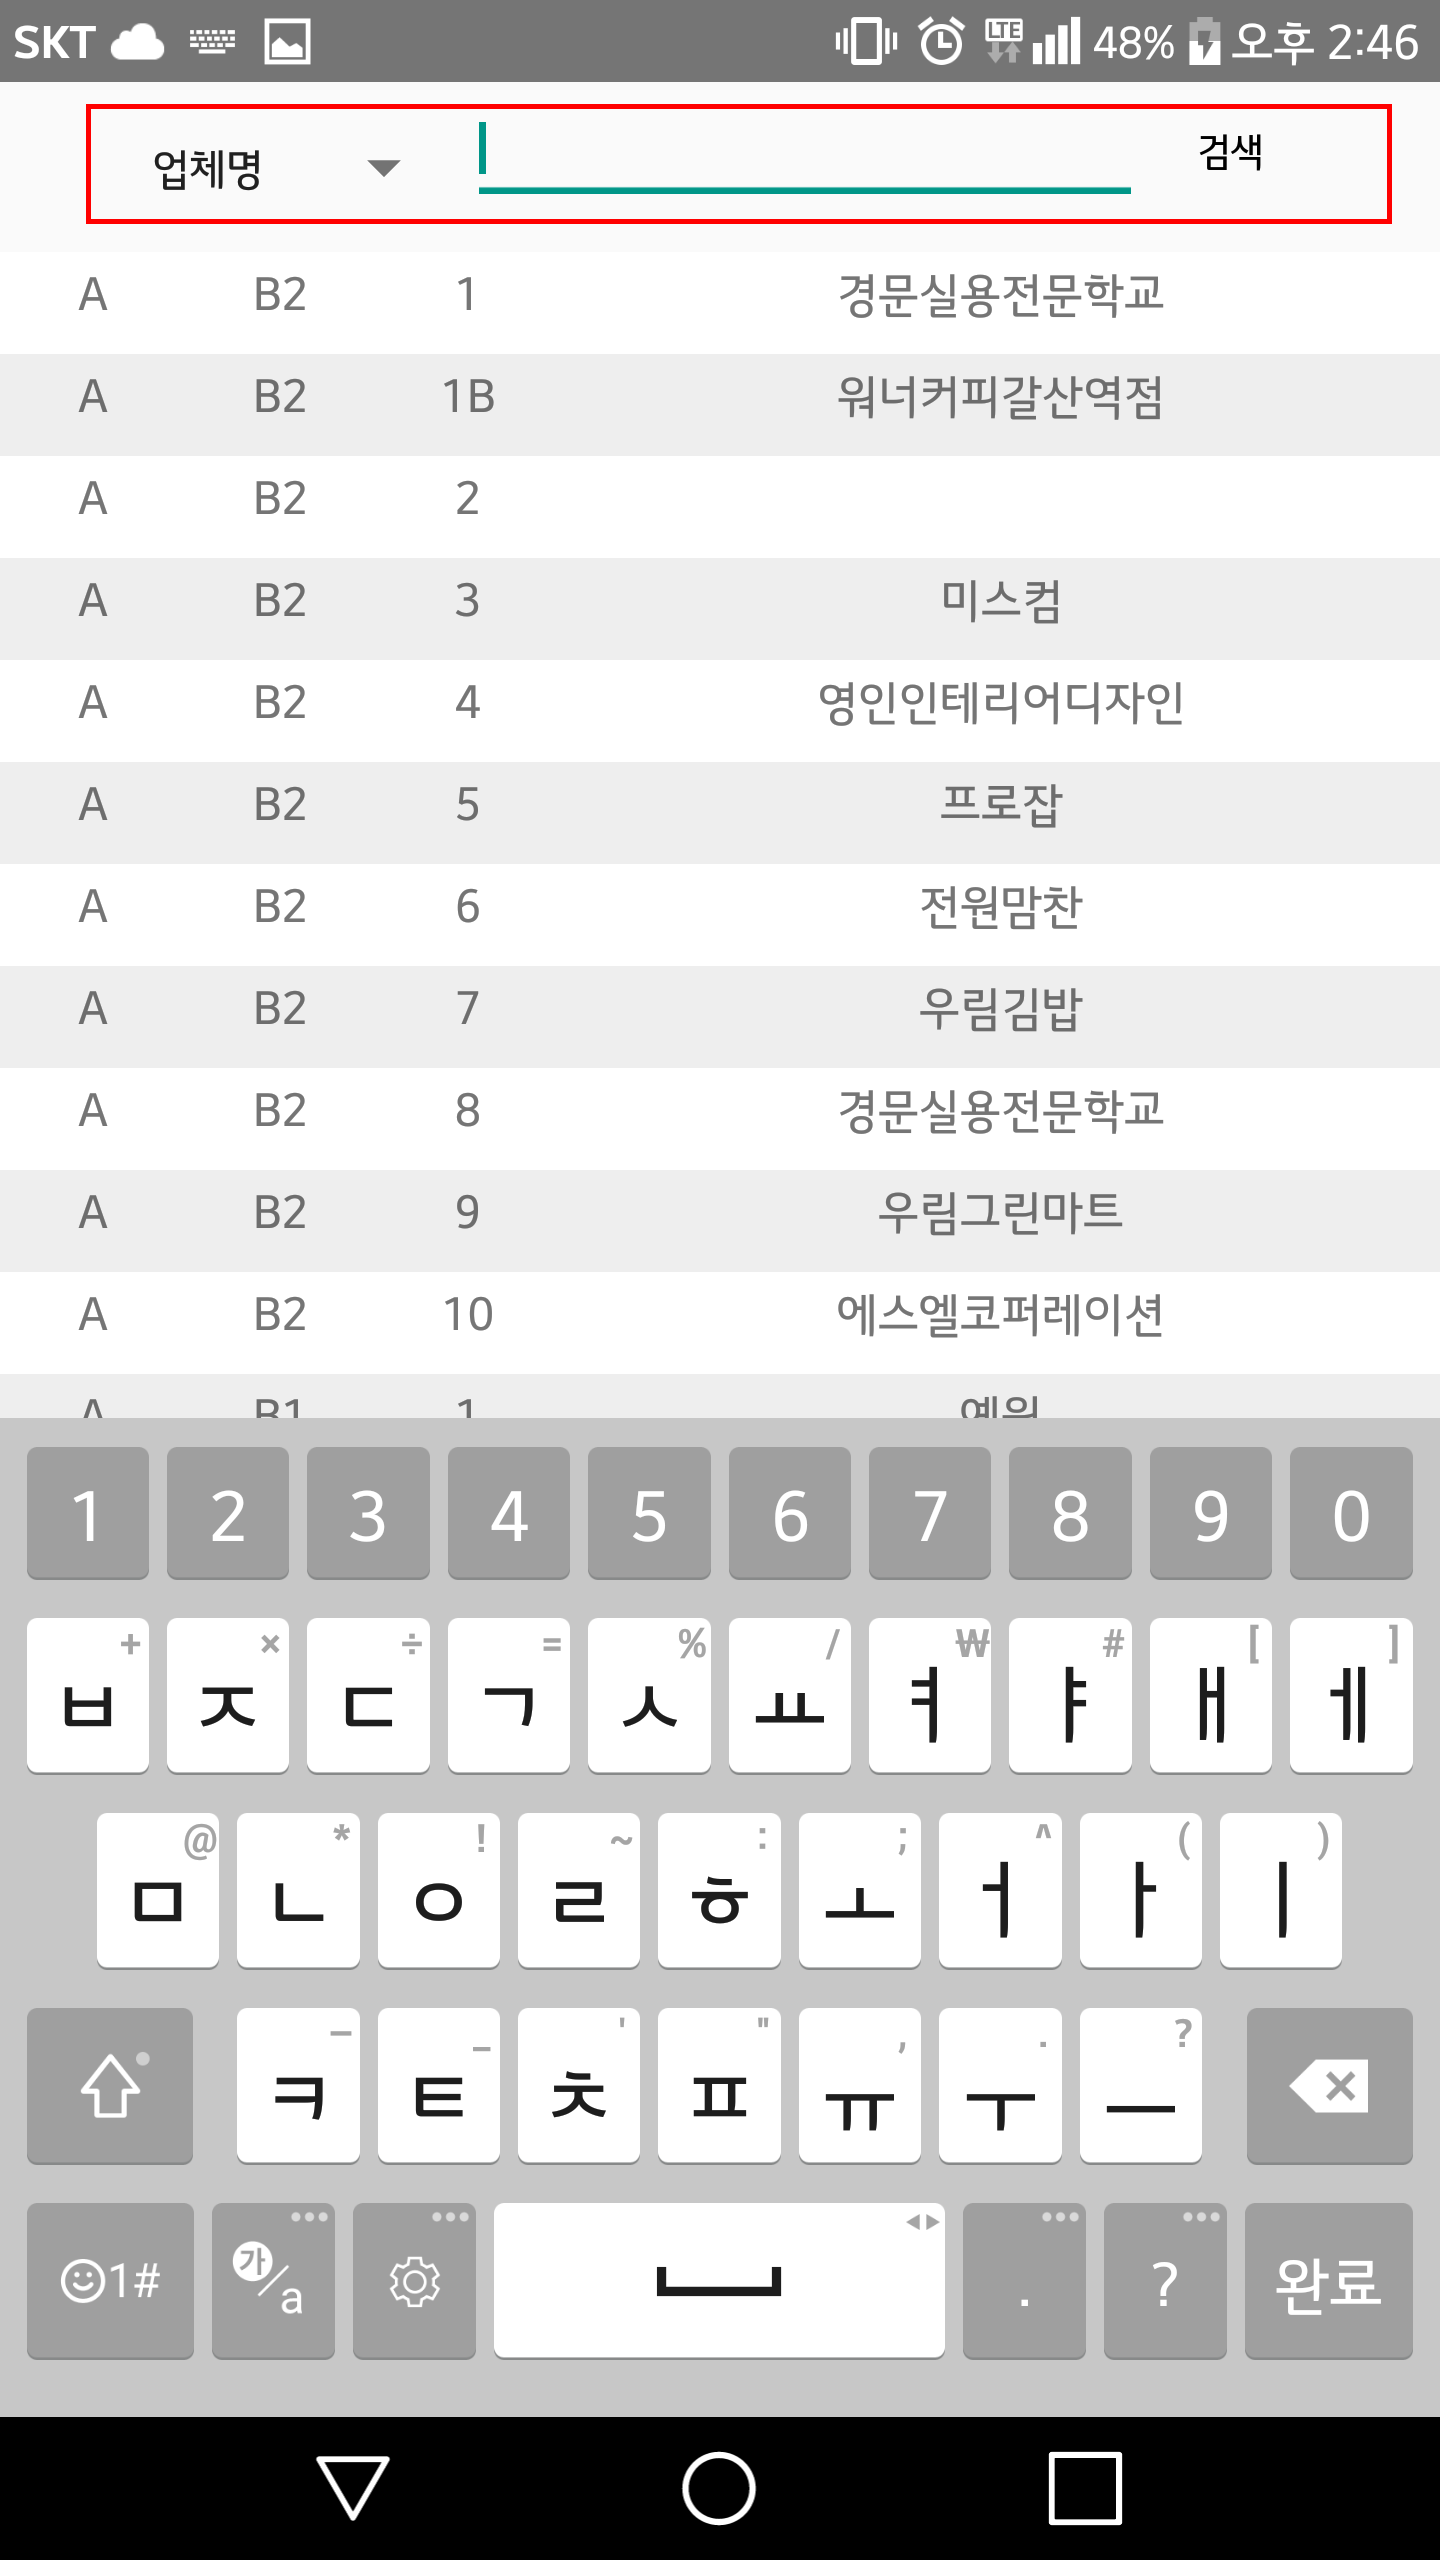 SKT LTE 48% 오후 2:46
업체명 검색
A B2 1 경문실용전문학교
A B2 1B 워너커피갈산역점
A B2 2
A B2 3 미스컴
A B2 4 영인인테리어디자인
A B2 5 프로잡
A B2 6 전원맘찬
A B2 7 우림김밥
A B2 8 경문실용전문학교
A B2 9 우림그린마트
A B2 10 에스엘코퍼레이션
A B1 1
1 2 3 4 5 6 7 8 9 0
+ × ÷ = % / ₩ # [ ]
ㅂ ㅈ ㄷ ㄱ ㅅ ㅛ ㅕ ㅑ ㅐ ㅔ
@ * ! ~ : ; ^ ( )
ㅁ ㄴ ㅇ ㄹ ㅎ ㅗ ㅓ ㅏ ㅣ
- _ ' " , . ?
ㅋ ㅌ ㅊ ㅍ ㅠ ㅜ ㅡ
1# 가/a . ? 완료